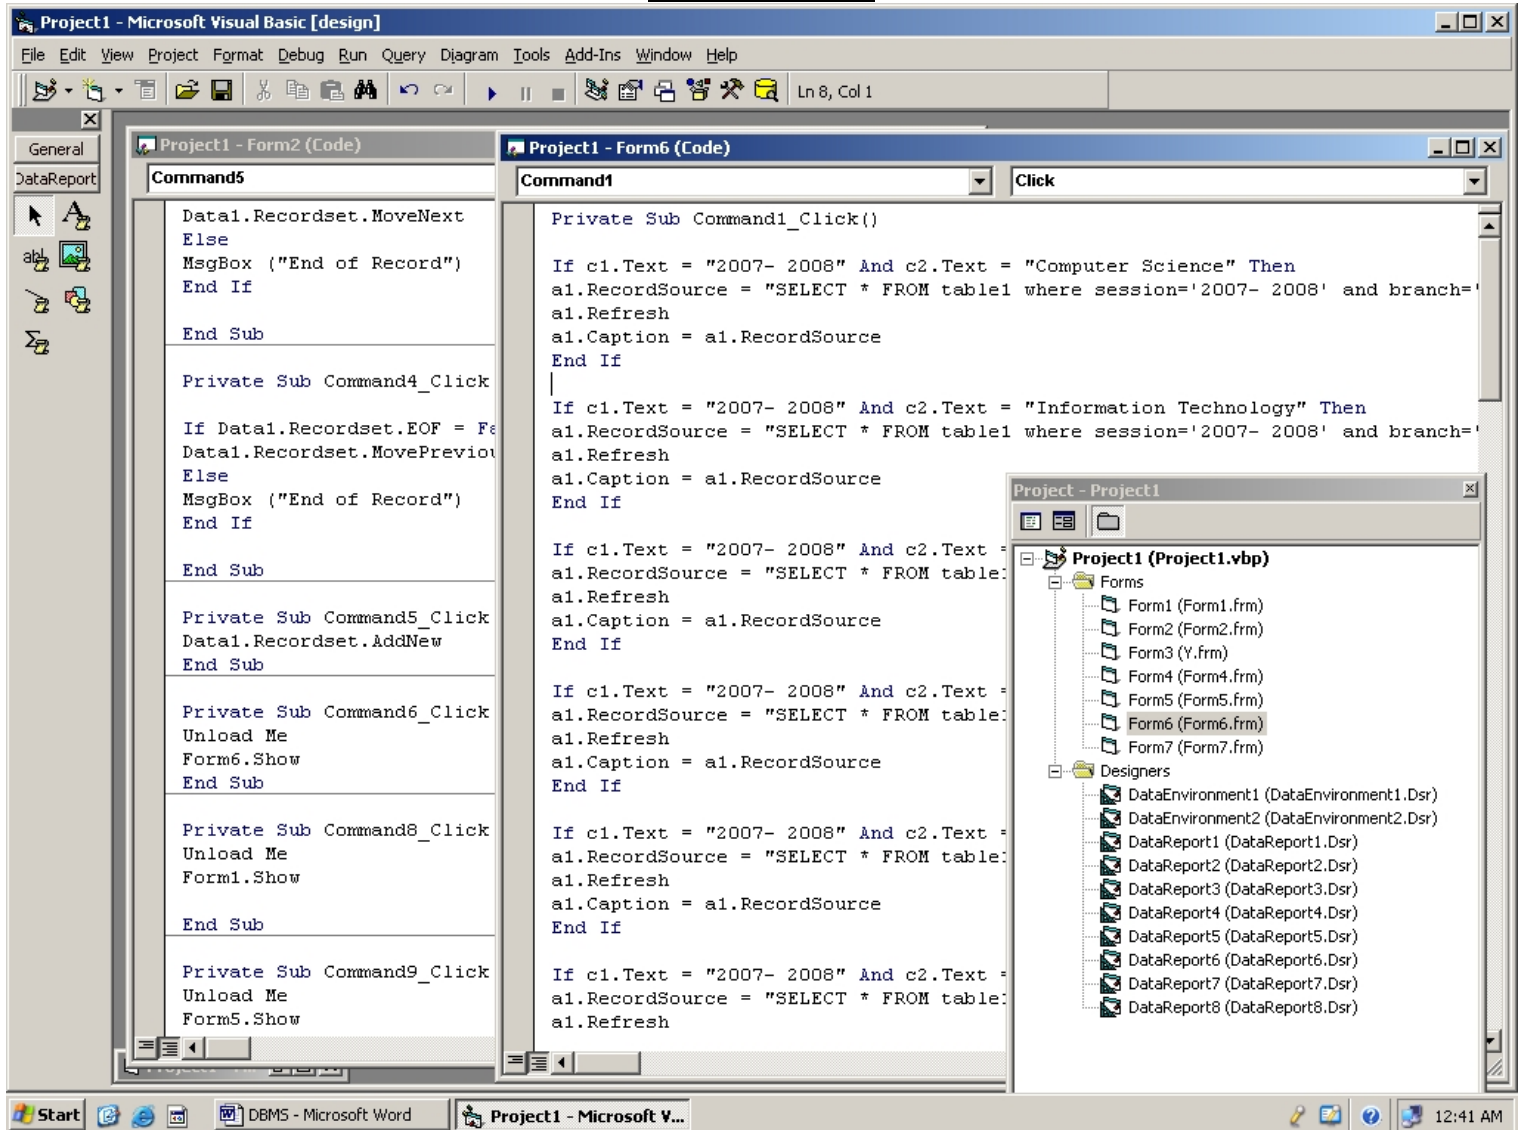 Project1 - Microsoft Visual Basic [design]
File Edit View Project Format Debug Run Query Diagram Tools Add-Ins Window Help
Ln 8, Col 1
General
DataReport
Project1 - Form2 (Code)
Command5
Data1.Recordset.MoveNext
Else
MsgBox ("End of Record")
End If
End Sub
Private Sub Command4_Click
If Data1.Recordset.EOF = Fa
Data1.Recordset.MovePreviou
Else
MsgBox ("End of Record")
End If
End Sub
Private Sub Command5_Click
Data1.Recordset.AddNew
End Sub
Private Sub Command6_Click
Unload Me
Form6.Show
End Sub
Private Sub Command8_Click
Unload Me
Form1.Show
End Sub
Private Sub Command9_Click
Unload Me
Form5.Show
Project1 - Form6 (Code)
Command1 Click
Private Sub Command1_Click()
If c1.Text = "2007- 2008" And c2.Text = "Computer Science" Then
a1.RecordSource = "SELECT * FROM table1 where session='2007- 2008' and branch='
a1.Refresh
a1.Caption = a1.RecordSource
End If
If c1.Text = "2007- 2008" And c2.Text = "Information Technology" Then
a1.RecordSource = "SELECT * FROM table1 where session='2007- 2008' and branch='
a1.Refresh
a1.Caption = a1.RecordSource
End If
If c1.Text = "2007- 2008" And c2.Text =
a1.RecordSource = "SELECT * FROM table1
a1.Refresh
a1.Caption = a1.RecordSource
End If
If c1.Text = "2007- 2008" And c2.Text =
a1.RecordSource = "SELECT * FROM table1
a1.Refresh
a1.Caption = a1.RecordSource
End If
If c1.Text = "2007- 2008" And c2.Text =
a1.RecordSource = "SELECT * FROM table1
a1.Refresh
a1.Caption = a1.RecordSource
End If
If c1.Text = "2007- 2008" And c2.Text =
a1.RecordSource = "SELECT * FROM table1
a1.Refresh
Project - Project1
Project1 (Project1.vbp)
Forms
Form1 (Form1.frm)
Form2 (Form2.frm)
Form3 (Y.frm)
Form4 (Form4.frm)
Form5 (Form5.frm)
Form6 (Form6.frm)
Form7 (Form7.frm)
Designers
DataEnvironment1 (DataEnvironment1.Dsr)
DataEnvironment2 (DataEnvironment2.Dsr)
DataReport1 (DataReport1.Dsr)
DataReport2 (DataReport2.Dsr)
DataReport3 (DataReport3.Dsr)
DataReport4 (DataReport4.Dsr)
DataReport5 (DataReport5.Dsr)
DataReport6 (DataReport6.Dsr)
DataReport7 (DataReport7.Dsr)
DataReport8 (DataReport8.Dsr)
Start DBMS - Microsoft Word Project1 - Microsoft V... 12:41 AM